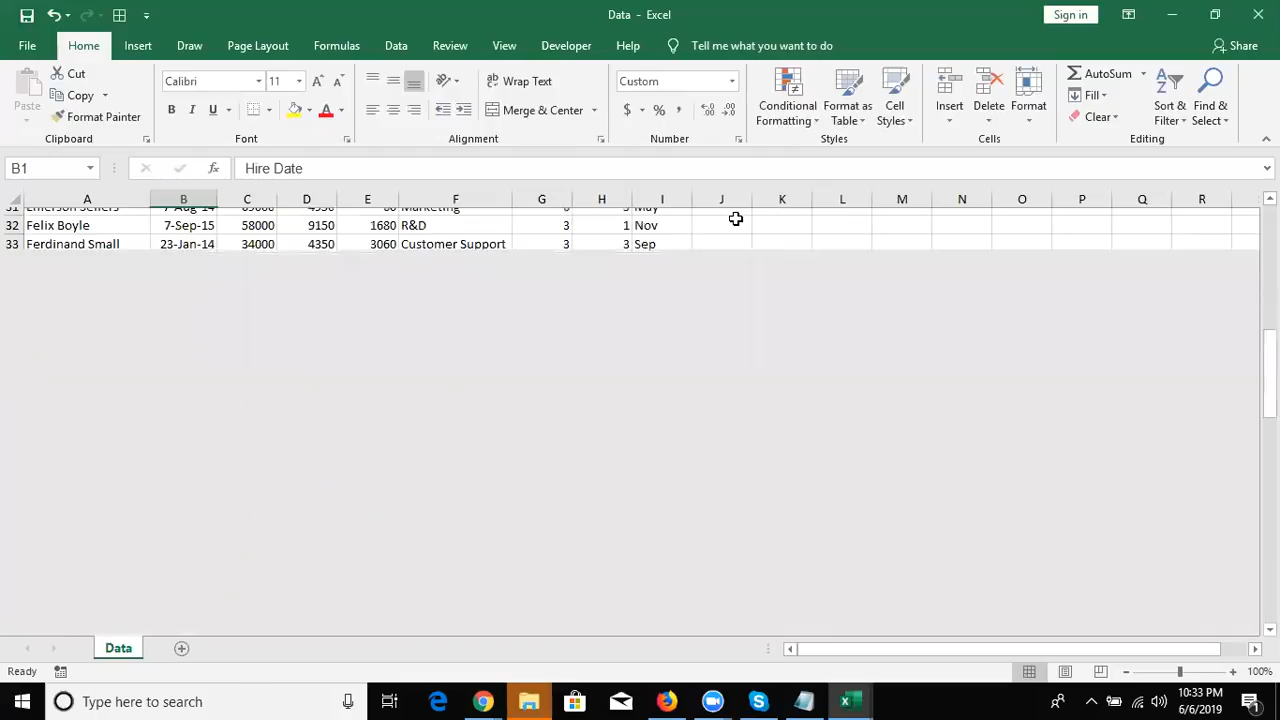 Data - Excel
Sign in
File Home Insert Draw Page Layout Formulas Data Review View Developer Help Tell me what you want to do Share
Paste
Cut
Copy
Format Painter
Clipboard
Calibri 11
B I U
Font
Wrap Text
Merge & Center
Alignment
Custom
$ % ,
Number
Conditional Formatting
Format as Table
Cell Styles
Styles
Insert Delete Format
Cells
AutoSum
Fill
Clear
Sort & Filter
Find & Select
Editing
B1 fx Hire Date
A B C D E F G H I J K L M N O P Q R
32 Felix Boyle 7-Sep-15 58000 9150 1680 R&D 3 1 Nov
33 Ferdinand Small 23-Jan-14 34000 4350 3060 Customer Support 3 3 Sep
Data
Ready
100%
Type here to search
10:33 PM
6/6/2019
1